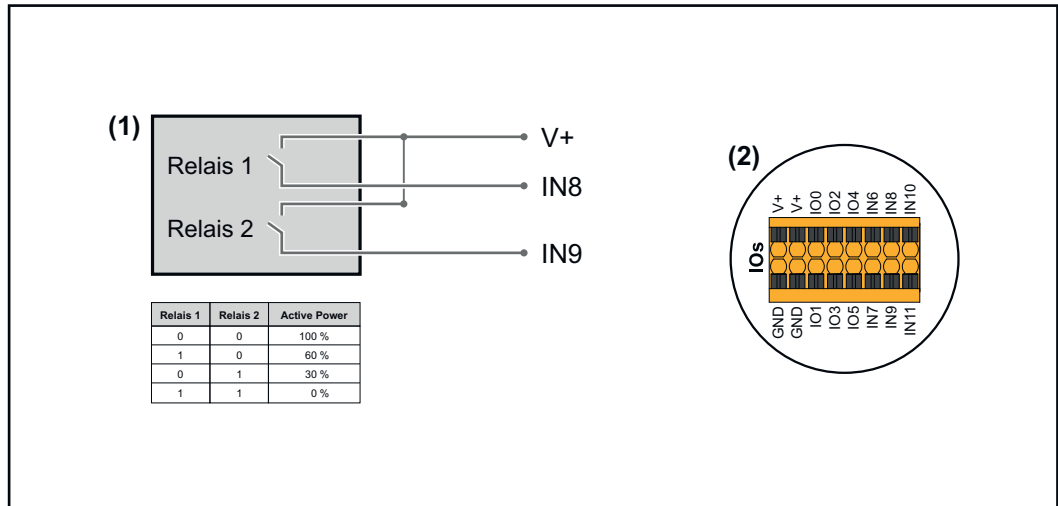 (1)
Relais 1
Relais 2
V+
IN8
IN9
Relais 1 Relais 2 Active Power
0 0 100 %
1 0 60 %
0 1 30 %
1 1 0 %
(2)
IOs
V+ V+ IO0 IO2 IO4 IN6 IN8 IN10
GND GND IO1 IO3 IO5 IN7 IN9 IN11